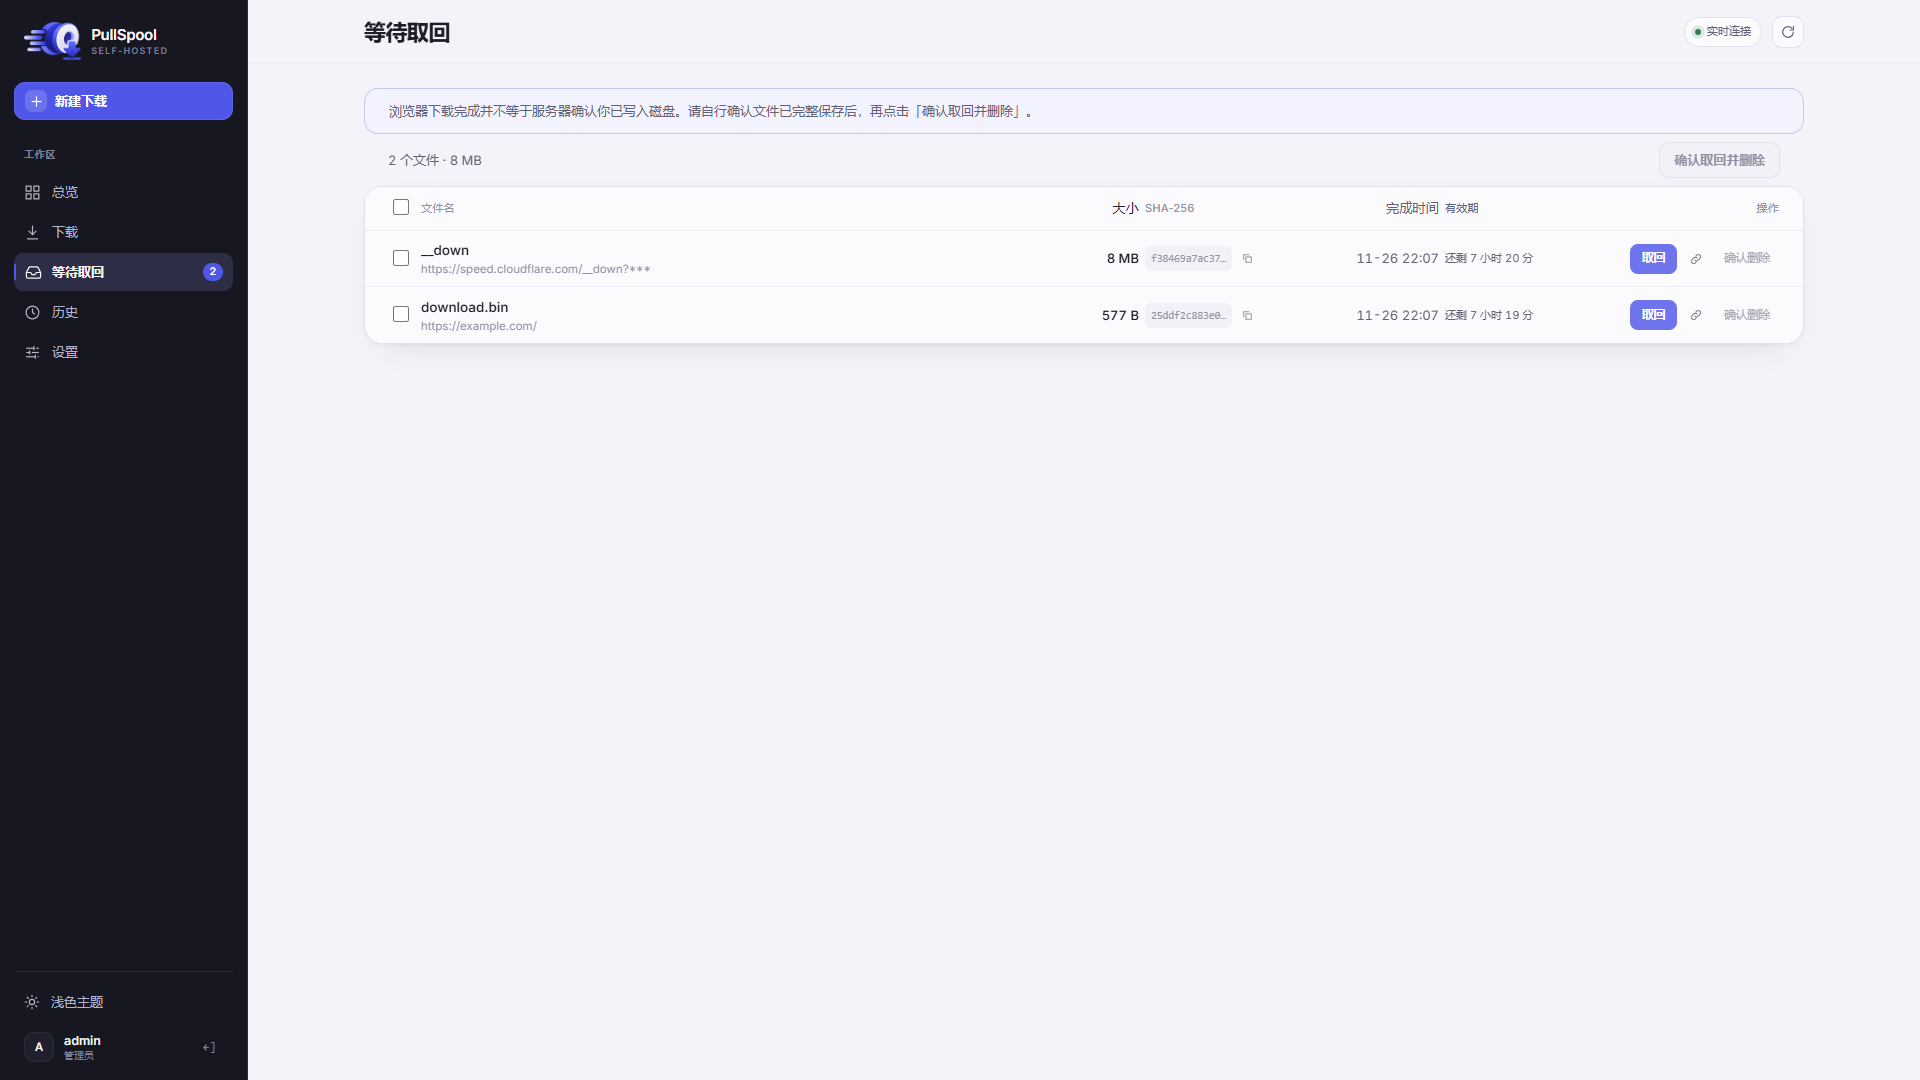 PullSpool
SELF-HOSTED
新建下载
工作区
总览
下载
等待取回 2
历史
设置
浅色主题
A
admin
管理员
等待取回
实时连接
浏览器下载完成并不等于服务器确认你已写入磁盘。请自行确认文件已完整保存后，再点击「确认取回并删除」。
2 个文件 · 8 MB
确认取回并删除
文件名 大小 SHA-256 完成时间 有效期 操作
__down
https://speed.cloudflare.com/__down?***
8 MB f38469a7ac37… 11-26 22:07 还剩 7 小时 20 分 取回 确认删除
download.bin
https://example.com/
577 B 25ddf2c883e0… 11-26 22:07 还剩 7 小时 19 分 取回 确认删除